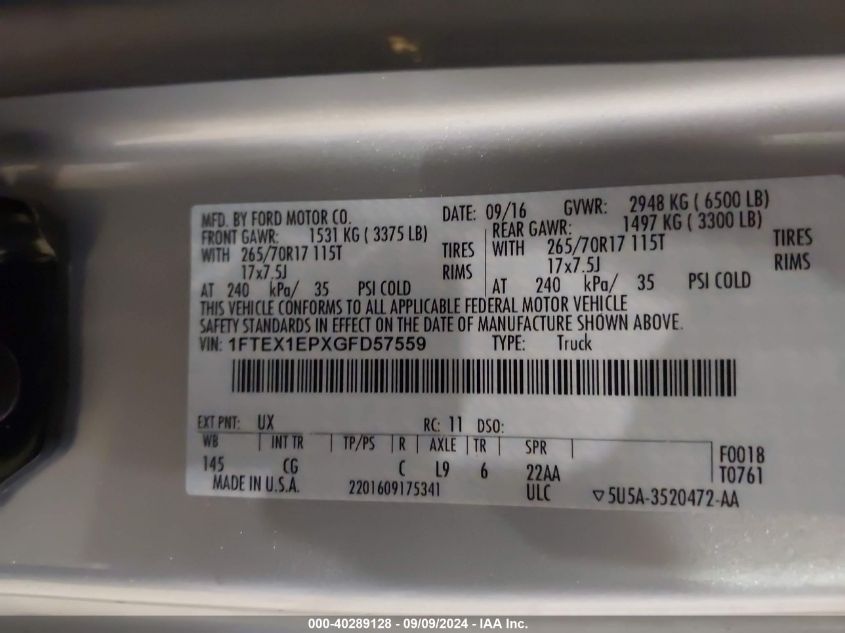 MFD. BY FORD MOTOR CO. DATE: 09/16 GVWR: 2948 KG ( 6500 LB)
FRONT GAWR: 1531 KG ( 3375 LB) REAR GAWR: 1497 KG ( 3300 LB)
WITH 265/70R17 115T TIRES WITH 265/70R17 115T TIRES
17x7.5J RIMS 17x7.5J RIMS
AT 240 kPa/ 35 PSI COLD AT 240 kPa/ 35 PSI COLD
THIS VEHICLE CONFORMS TO ALL APPLICABLE FEDERAL MOTOR VEHICLE
SAFETY STANDARDS IN EFFECT ON THE DATE OF MANUFACTURE SHOWN ABOVE.
VIN: 1FTEX1EPXGFD57559 TYPE: Truck
EXT PNT: UX RC: 11 DSO:
WB INT TR TP/PS R AXLE TR SPR F0018
145 CG C L9 6 22AA T0761
MADE IN U.S.A. 2201609175341 ULC ▽5U5A-3520472-AA
000-40289128 - 09/09/2024 - IAA Inc.